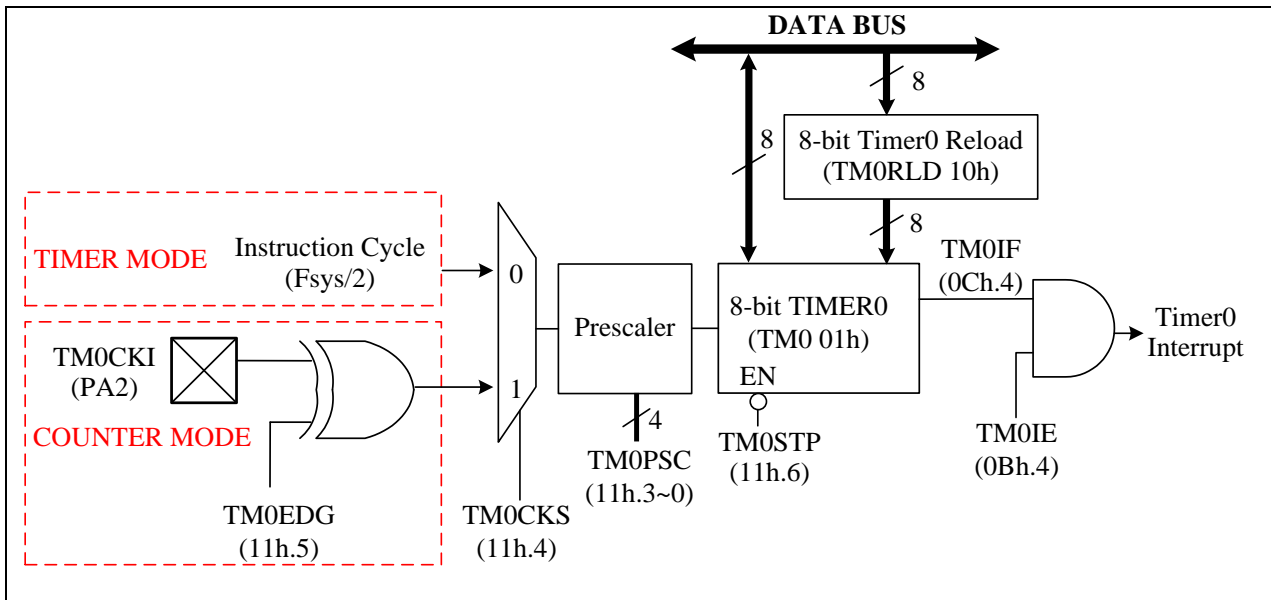 DATA BUS
8
8-bit Timer0 Reload
(TM0RLD 10h)
8
8
TIMER MODE
Instruction Cycle
(Fsys/2)
0
TM0CKI
(PA2)
1
COUNTER MODE
TM0EDG
(11h.5)
TM0CKS
(11h.4)
Prescaler
4
TM0PSC
(11h.3~0)
8-bit TIMER0
(TM0 01h)
EN
TM0STP
(11h.6)
TM0IF
(0Ch.4)
Timer0
Interrupt
TM0IE
(0Bh.4)